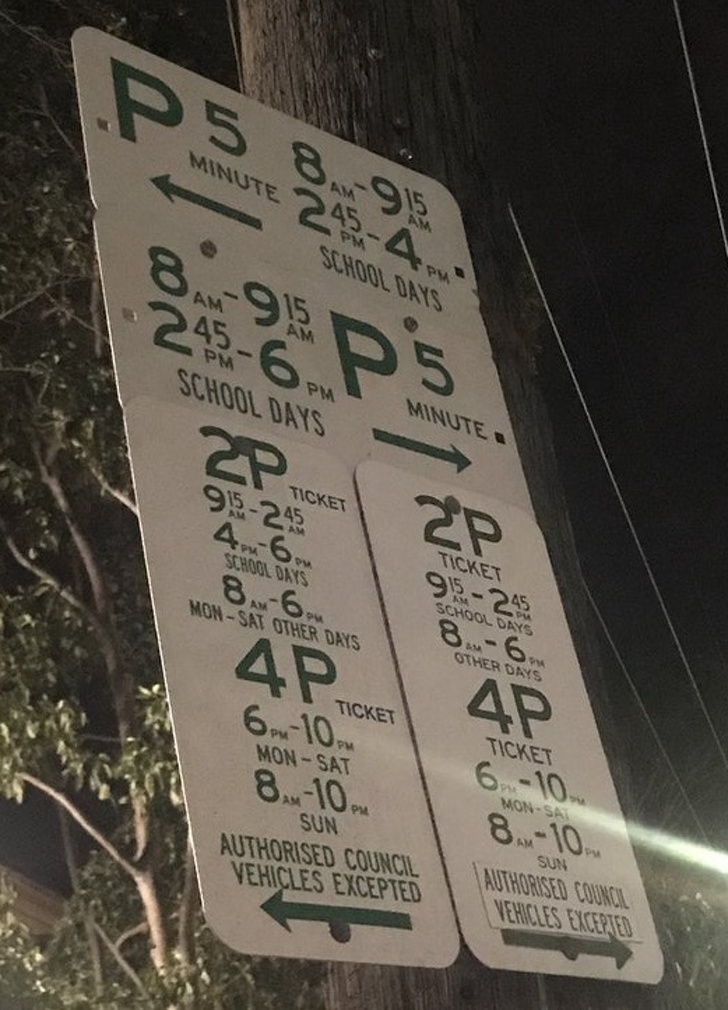 P 5 MINUTE
8 AM - 9 15 AM
2 45 PM - 4 PM
SCHOOL DAYS
8 AM - 9 15 AM
2 45 PM - 6 PM
SCHOOL DAYS
P 5 MINUTE
2P TICKET
9 15 AM - 2 45 AM
4 PM - 6 PM
SCHOOL DAYS
8 AM - 6 PM
MON - SAT OTHER DAYS
4P TICKET
6 PM - 10 PM
MON - SAT
8 AM - 10 PM
SUN
AUTHORISED COUNCIL
VEHICLES EXCEPTED
2P
TICKET
9 15 AM - 2 45 PM
SCHOOL DAYS
8 AM - 6 PM
OTHER DAYS
4P
TICKET
6 PM - 10 PM
MON - SAT
8 AM - 10 PM
SUN
AUTHORISED COUNCIL
VEHICLES EXCEPTED